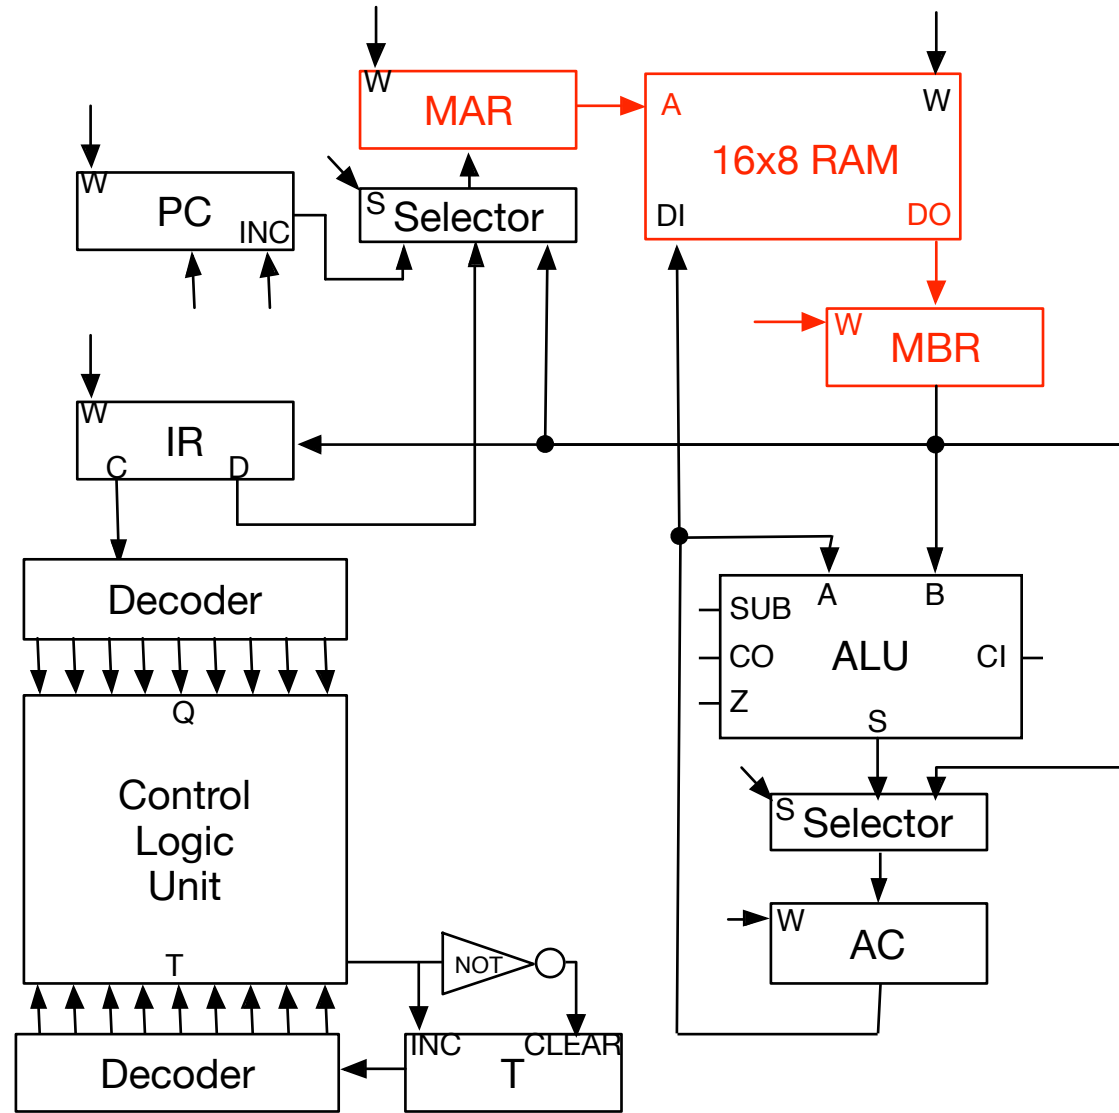 W
MAR
A
W
16x8 RAM
DI
DO
W
PC
INC
S
Selector
W
MBR
W
IR
C
D
Decoder
Q
Control
Logic
Unit
T
A
B
SUB
CO
ALU
CI
Z
S
S
Selector
W
AC
NOT
INC
CLEAR
T
Decoder